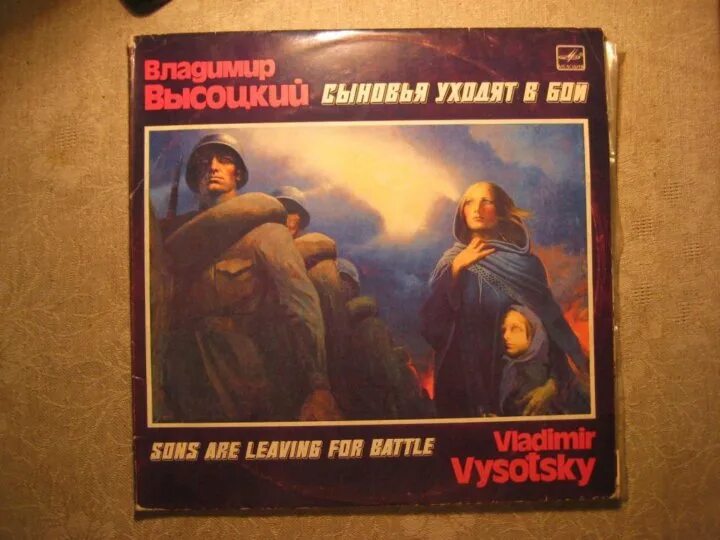 Владимир
Высоцкий
СЫНОВЬЯ УХОДЯТ В БОЙ
SONS ARE LEAVING FOR BATTLE
Vladimir
Vysotsky